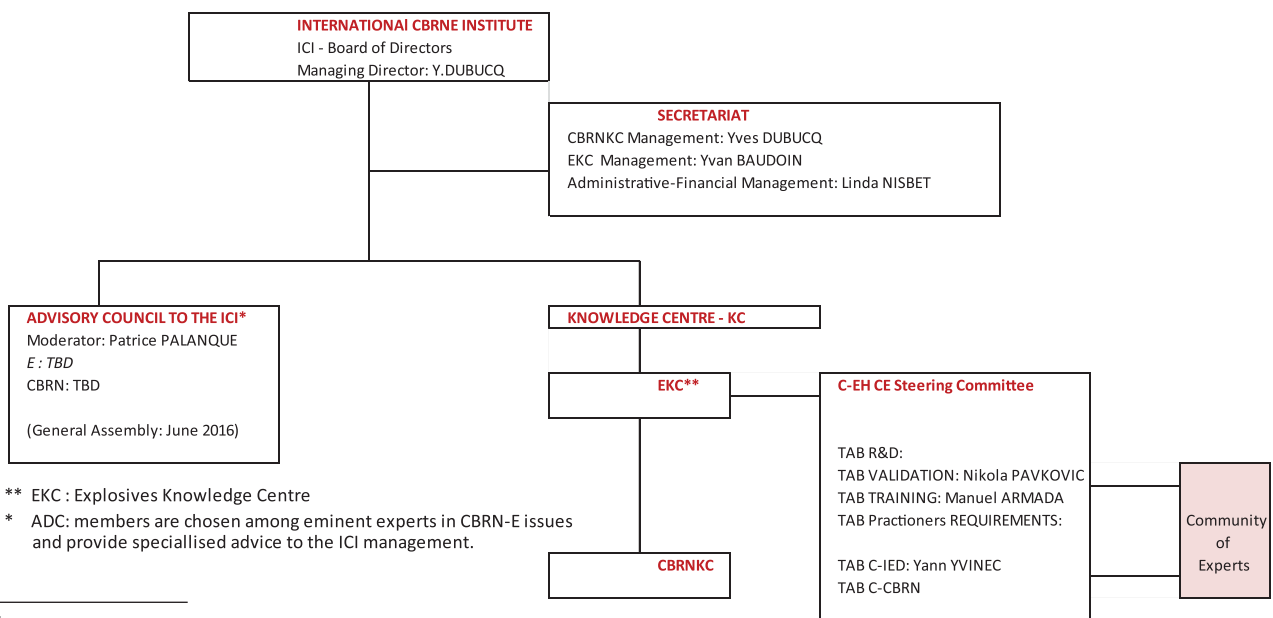 INTERNATIONAl CBRNE INSTITUTE
ICI - Board of Directors
Managing Director: Y.DUBUCQ
SECRETARIAT
CBRNKC Management: Yves DUBUCQ
EKC  Management: Yvan BAUDOIN
Administrative-Financial Management: Linda NISBET
ADVISORY COUNCIL TO THE ICI*
Moderator: Patrice PALANQUE
E : TBD
CBRN: TBD
(General Assembly: June 2016)
KNOWLEDGE CENTRE - KC
EKC**
C-EH CE Steering Committee
TAB R&D:
TAB VALIDATION: Nikola PAVKOVIC
TAB TRAINING: Manuel ARMADA
TAB Practioners REQUIREMENTS:
TAB C-IED: Yann YVINEC
TAB C-CBRN
Community
of
Experts
** EKC : Explosives Knowledge Centre
* ADC: members are chosen among eminent experts in CBRN-E issues
and provide speciallised advice to the ICI management.
CBRNKC